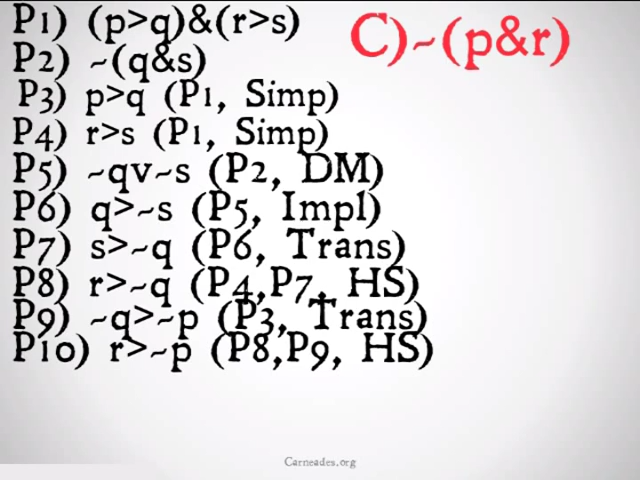 P1) (p>q)&(r>s)
C)~(p&r)
P2) ~(q&s)
P3) p>q (P1, Simp)
P4) r>s (P1, Simp)
P5) ~qv~s (P2, DM)
P6) q>~s (P5, Impl)
P7) s>~q (P6, Trans)
P8) r>~q (P4,P7, HS)
P9) ~q>~p (P3, Trans)
P10) r>~p (P8,P9, HS)
Carneades.org